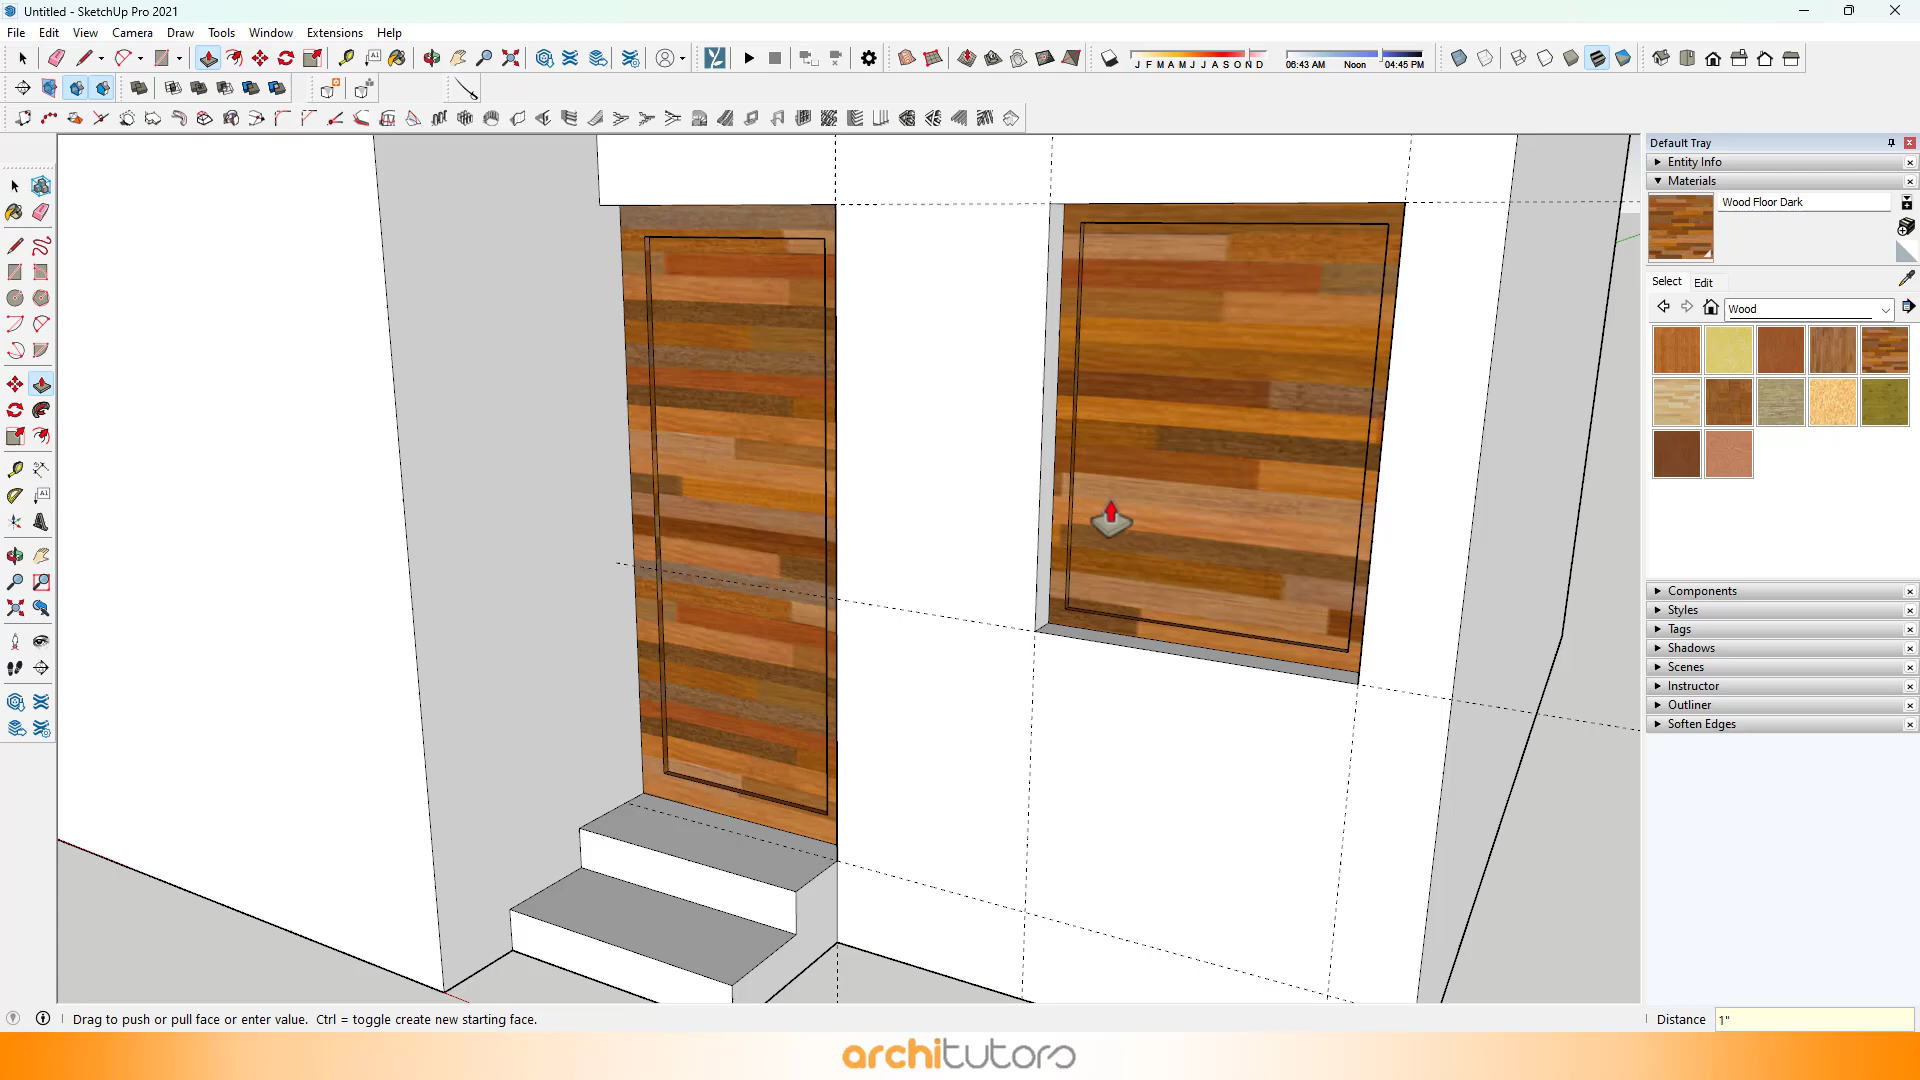 Untitled - SketchUp Pro 2021
File Edit View Camera Draw Tools Window Extensions Help
J F M A M J J A S O N D 06:43 AM Noon 04:45 PM
Default Tray
Entity Info
Materials
Wood Floor Dark
Select Edit
Wood
Components
Styles
Tags
Shadows
Scenes
Instructor
Outliner
Soften Edges
Drag to push or pull face or enter value. Ctrl = toggle create new starting face.
Distance 1"
architutors